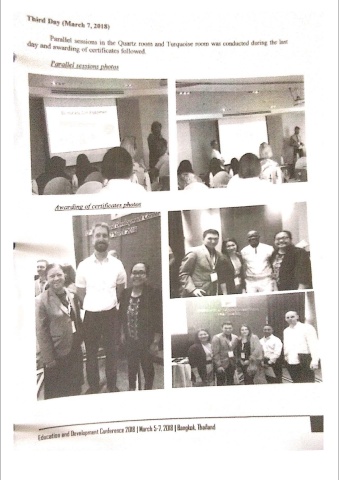 Third Day (March 7, 2018)
Parallel sessions in the Quartz room and Turquoise room was conducted during the last
day and awarding of certificates followed.
Parallel sessions photos
Awarding of certificates photos
Education and Development Conference 2018 | March 5-7, 2018 | Bangkok, Thailand